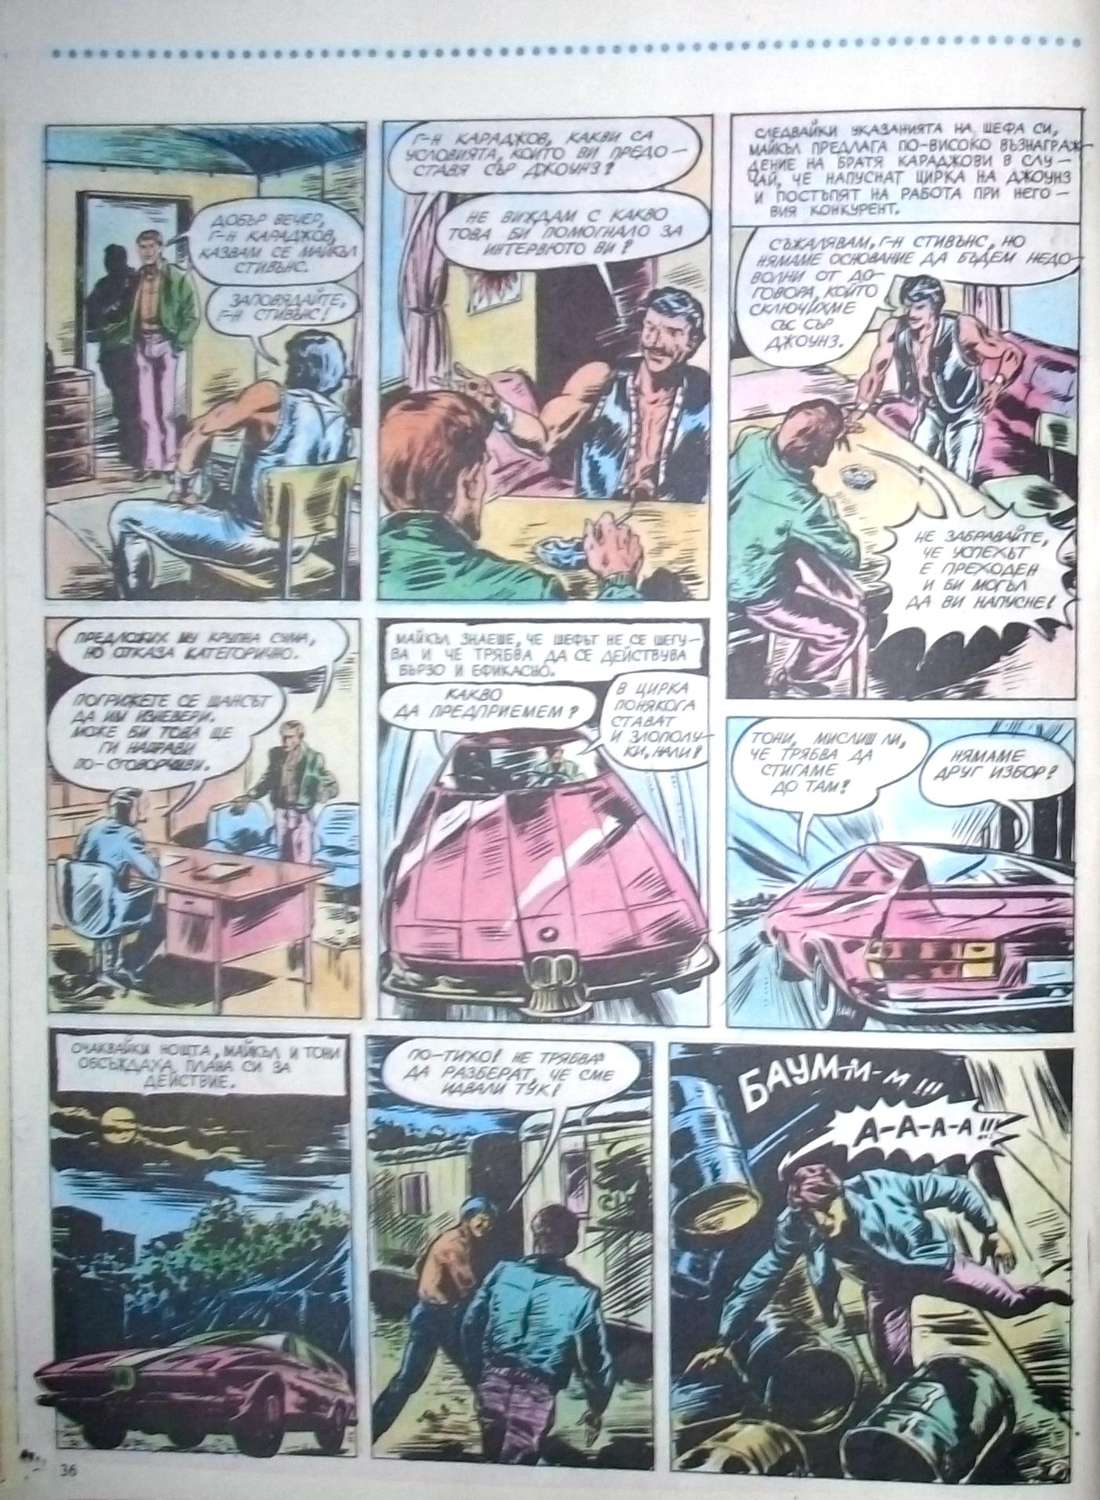 ДОБЪР ВЕЧЕР,
Г-Н КАРАДЖОВ,
КАЗВАМ СЕ МАЙКЪЛ
СТИВЪНС.
ЗАПОВЯДАЙТЕ,
Г-Н СТИВЪНС!
Г-Н КАРАДЖОВ, КАКВИ СА
УСЛОВИЯТА, КОИТО ВИ ПРЕДО-
СТАВЯ СЪР ДЖОУНЗ?
НЕ ВИЖДАМ С КАКВО
ТОВА БИ ПОМОГНАЛО ЗА
ИНТЕРВЮТО ВИ?
СЛЕДВАЙКИ УКАЗАНИЯТА НА ШЕФА СИ,
МАЙКЪЛ ПРЕДЛАГА ПО-ВИСОКО ВЪЗНАГРАЖ-
ДЕНИЕ НА БРАТЯ КАРАДЖОВИ В СЛУ-
ЧАЙ, ЧЕ НАПУСНАТ ЦИРКА НА ДЖОУНЗ
И ПОСТЪПЯТ НА РАБОТА ПРИ НЕГО-
ВИЯ КОНКУРЕНТ.
СЪЖАЛЯВАМ, Г-Н СТИВЪНС, НО
НЯМАМЕ ОСНОВАНИЕ ДА БЪДЕМ НЕДО-
ВОЛНИ ОТ ДО-
ГОВОРА, КОЙТО
СКЛЮЧИХМЕ
СЪС СЪР
ДЖОУНЗ.
НЕ ЗАБРАВАЙТЕ,
ЧЕ УСПЕХЪТ
Е ПРЕХОДЕН
И БИ МОГЪЛ
ДА ВИ НАПУСНЕ!
ПРЕДЛОЖИХ МУ КРУПНА СУМА,
НО ОТКАЗА КАТЕГОРИЧНО.
ПОГРИЖЕТЕ СЕ ШАНСЪТ
ДА ИМ ИЗНЕВЕРИ.
МОЖЕ БИ ТОВА ЩЕ
ГИ НАПРАВИ
ПО-СГОВОРЧИВИ.
МАЙКЪЛ ЗНАЕШЕ, ЧЕ ШЕФЪТ НЕ СЕ ШЕГУ-
ВА И ЧЕ ТРЯБВА ДА СЕ ДЕЙСТВУВА
БЪРЗО И ЕФИКАСНО.
КАКВО
ДА ПРЕДПРИЕМЕМ?
В ЦИРКА
ПОНЯКОГА
СТАВАТ
И ЗЛОПОЛУ-
КИ, НАЛИ?
ТОНИ, МИСЛИШ ЛИ,
ЧЕ ТРЯБВА ДА
СТИГАМЕ
ДО ТАМ?
НЯМАМЕ
ДРУГ ИЗБОР!
ОЧАКВАЙКИ НОЩТА, МАЙКЪЛ И ТОНИ
ОБСЪЖДАХА ПЛАНА СИ ЗА
ДЕЙСТВИЕ.
ПО-ТИХО! НЕ ТРЯБВА
ДА РАЗБЕРАТ, ЧЕ СМЕ
ИДВАЛИ ТУК!
БАУМ-М-М!!!
А-А-А-А!!!
36